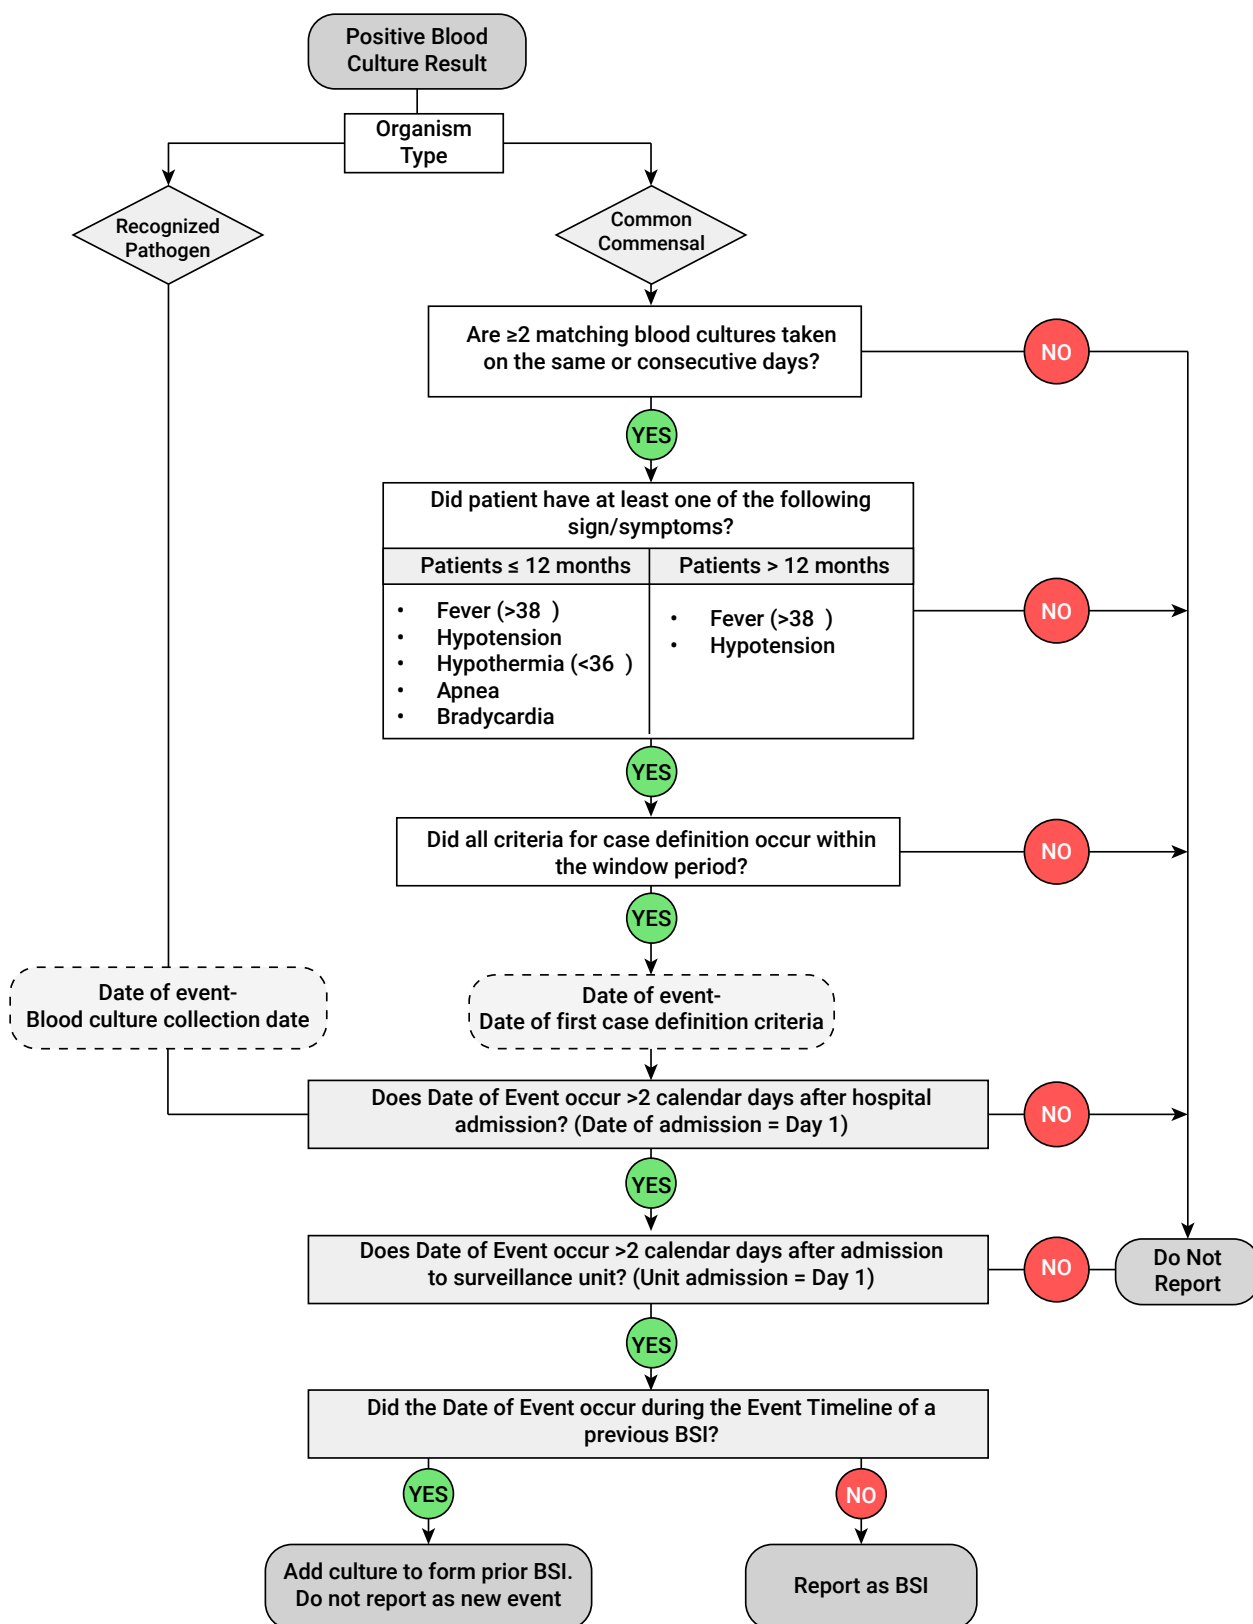 Positive Blood
Culture Result
Organism
Type
Recognized
Pathogen
Common
Commensal
Are ≥2 matching blood cultures taken
on the same or consecutive days?
NO
YES
Did patient have at least one of the following
sign/symptoms?
Patients ≤ 12 months
Patients > 12 months
• Fever (>38 )
• Hypotension
• Hypothermia (<36 )
• Apnea
• Bradycardia
• Fever (>38 )
• Hypotension
NO
YES
Did all criteria for case definition occur within
the window period?
NO
YES
Date of event-
Blood culture collection date
Date of event-
Date of first case definition criteria
Does Date of Event occur >2 calendar days after hospital
admission? (Date of admission = Day 1)
NO
YES
Does Date of Event occur >2 calendar days after admission
to surveillance unit? (Unit admission = Day 1)
NO
Do Not
Report
YES
Did the Date of Event occur during the Event Timeline of a
previous BSI?
YES
NO
Add culture to form prior BSI.
Do not report as new event
Report as BSI